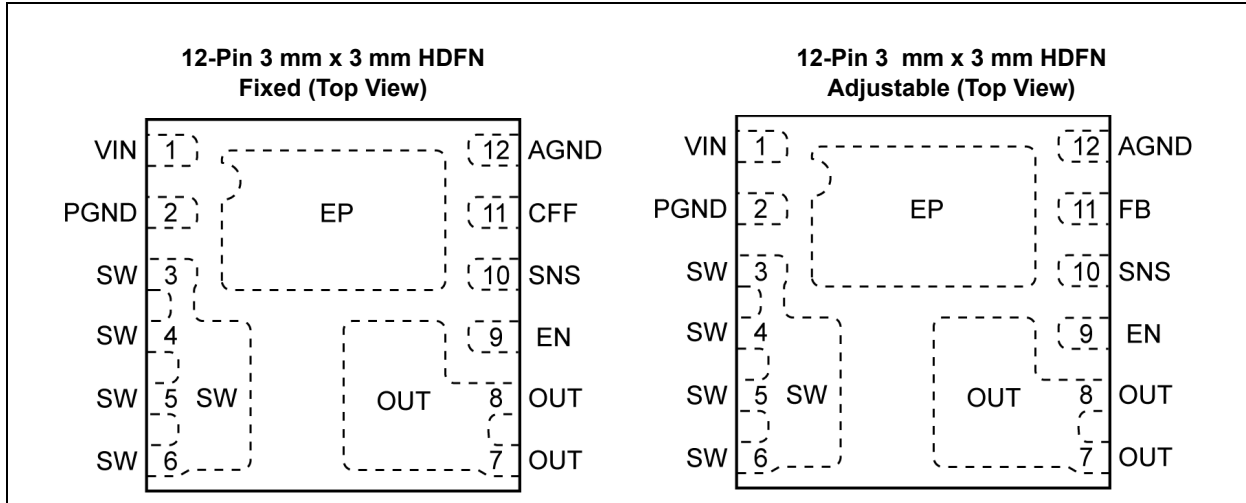 12-Pin 3 mm x 3 mm HDFN
Fixed (Top View)
VIN 1 12 AGND
PGND 2 EP 11 CFF
SW 3 10 SNS
SW 4 9 EN
SW 5 SW OUT 8 OUT
SW 6 7 OUT
12-Pin 3 mm x 3 mm HDFN
Adjustable (Top View)
VIN 1 12 AGND
PGND 2 EP 11 FB
SW 3 10 SNS
SW 4 9 EN
SW 5 SW OUT 8 OUT
SW 6 7 OUT